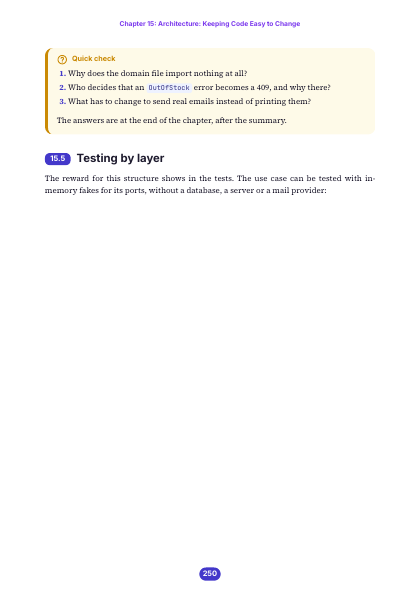 Chapter 15: Architecture: Keeping Code Easy to Change
Quick check
1. Why does the domain file import nothing at all?
2. Who decides that an OutOfStock error becomes a 409, and why there?
3. What has to change to send real emails instead of printing them?
The answers are at the end of the chapter, after the summary.
15.5 Testing by layer
The reward for this structure shows in the tests. The use case can be tested with in-
memory fakes for its ports, without a database, a server or a mail provider:
250